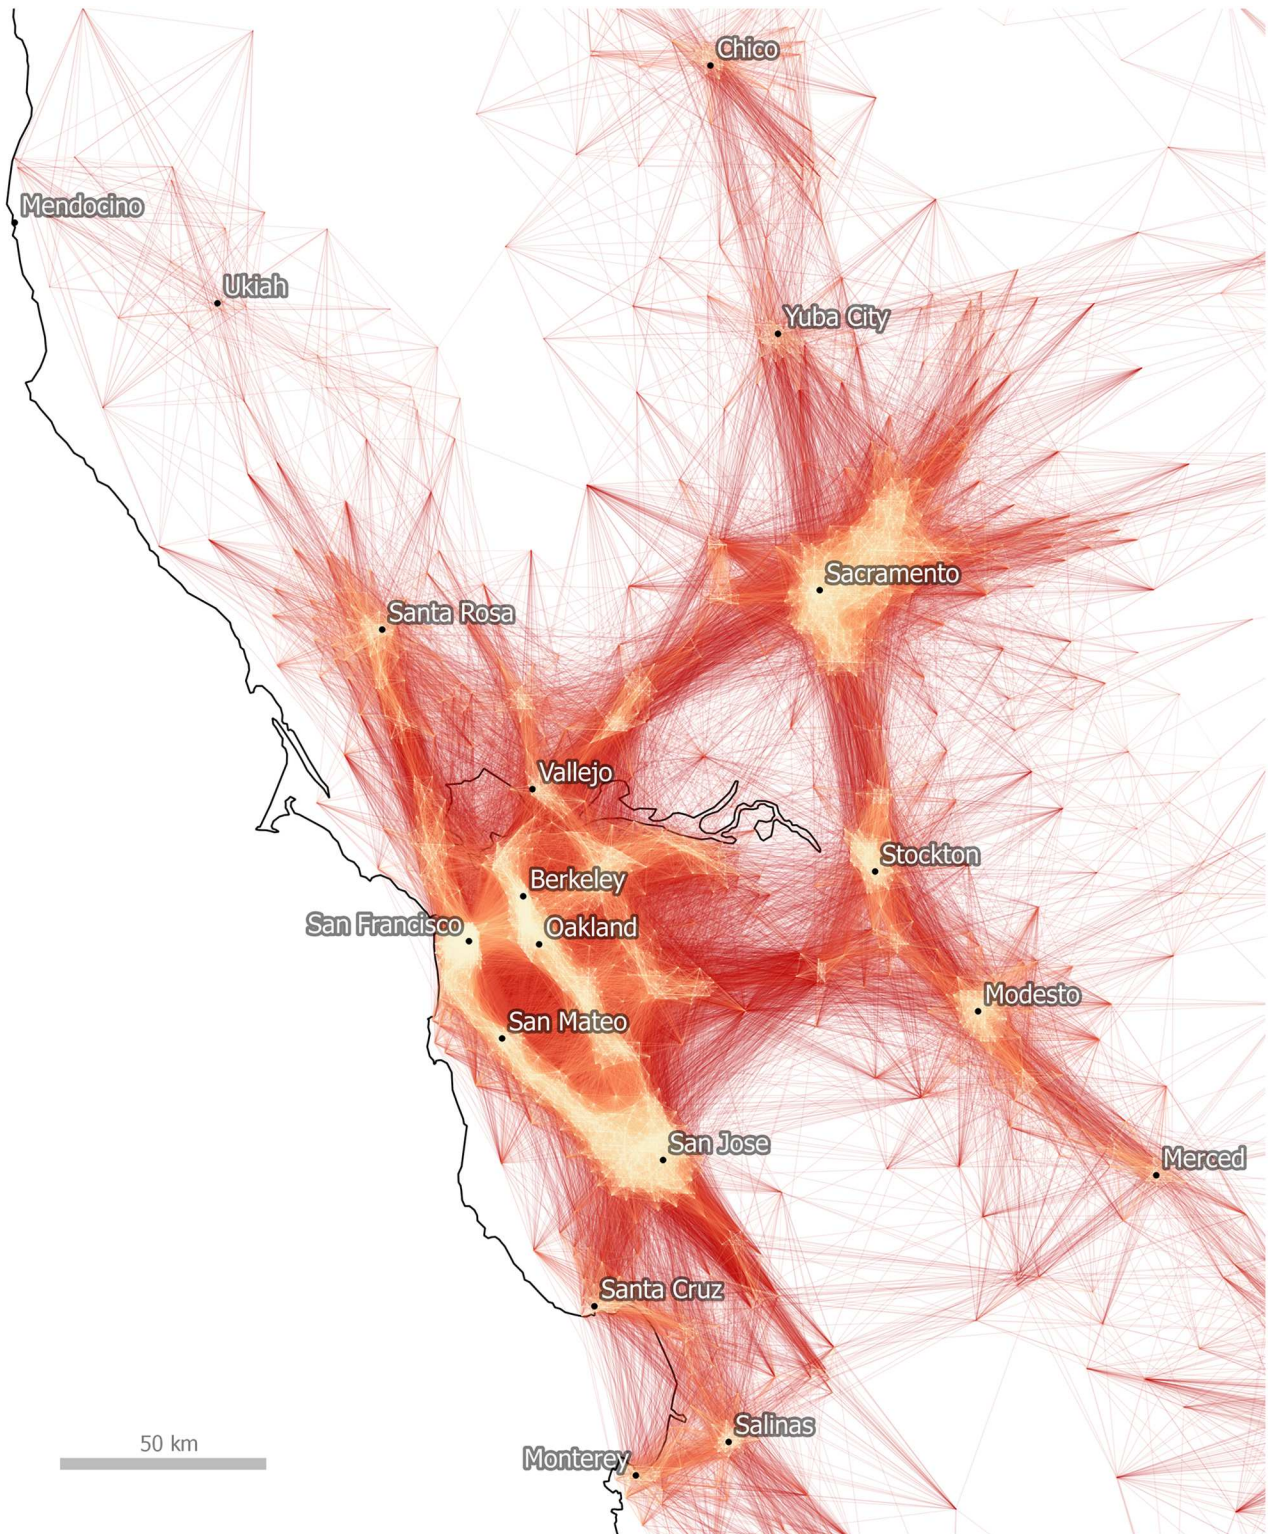 Chico
Mendocino
Ukiah
Yuba City
Sacramento
Santa Rosa
Vallejo
Stockton
Berkeley
San Francisco
Oakland
Modesto
San Mateo
San Jose
Merced
Santa Cruz
Salinas
50 km
Monterey